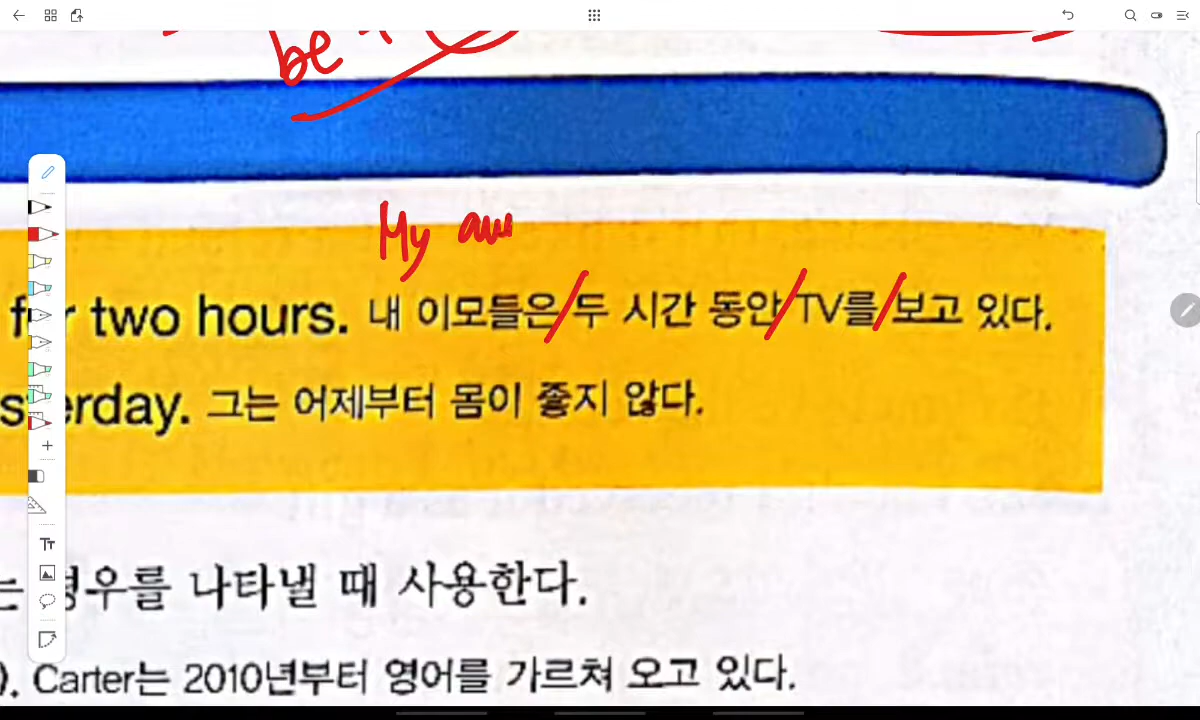 be
My aun
for two hours. 내 이모들은/두 시간 동안/TV를/보고 있다.
sterday. 그는 어제부터 몸이 좋지 않다.
는 경우를 나타낼 때 사용한다.
). Carter는 2010년부터 영어를 가르쳐 오고 있다.